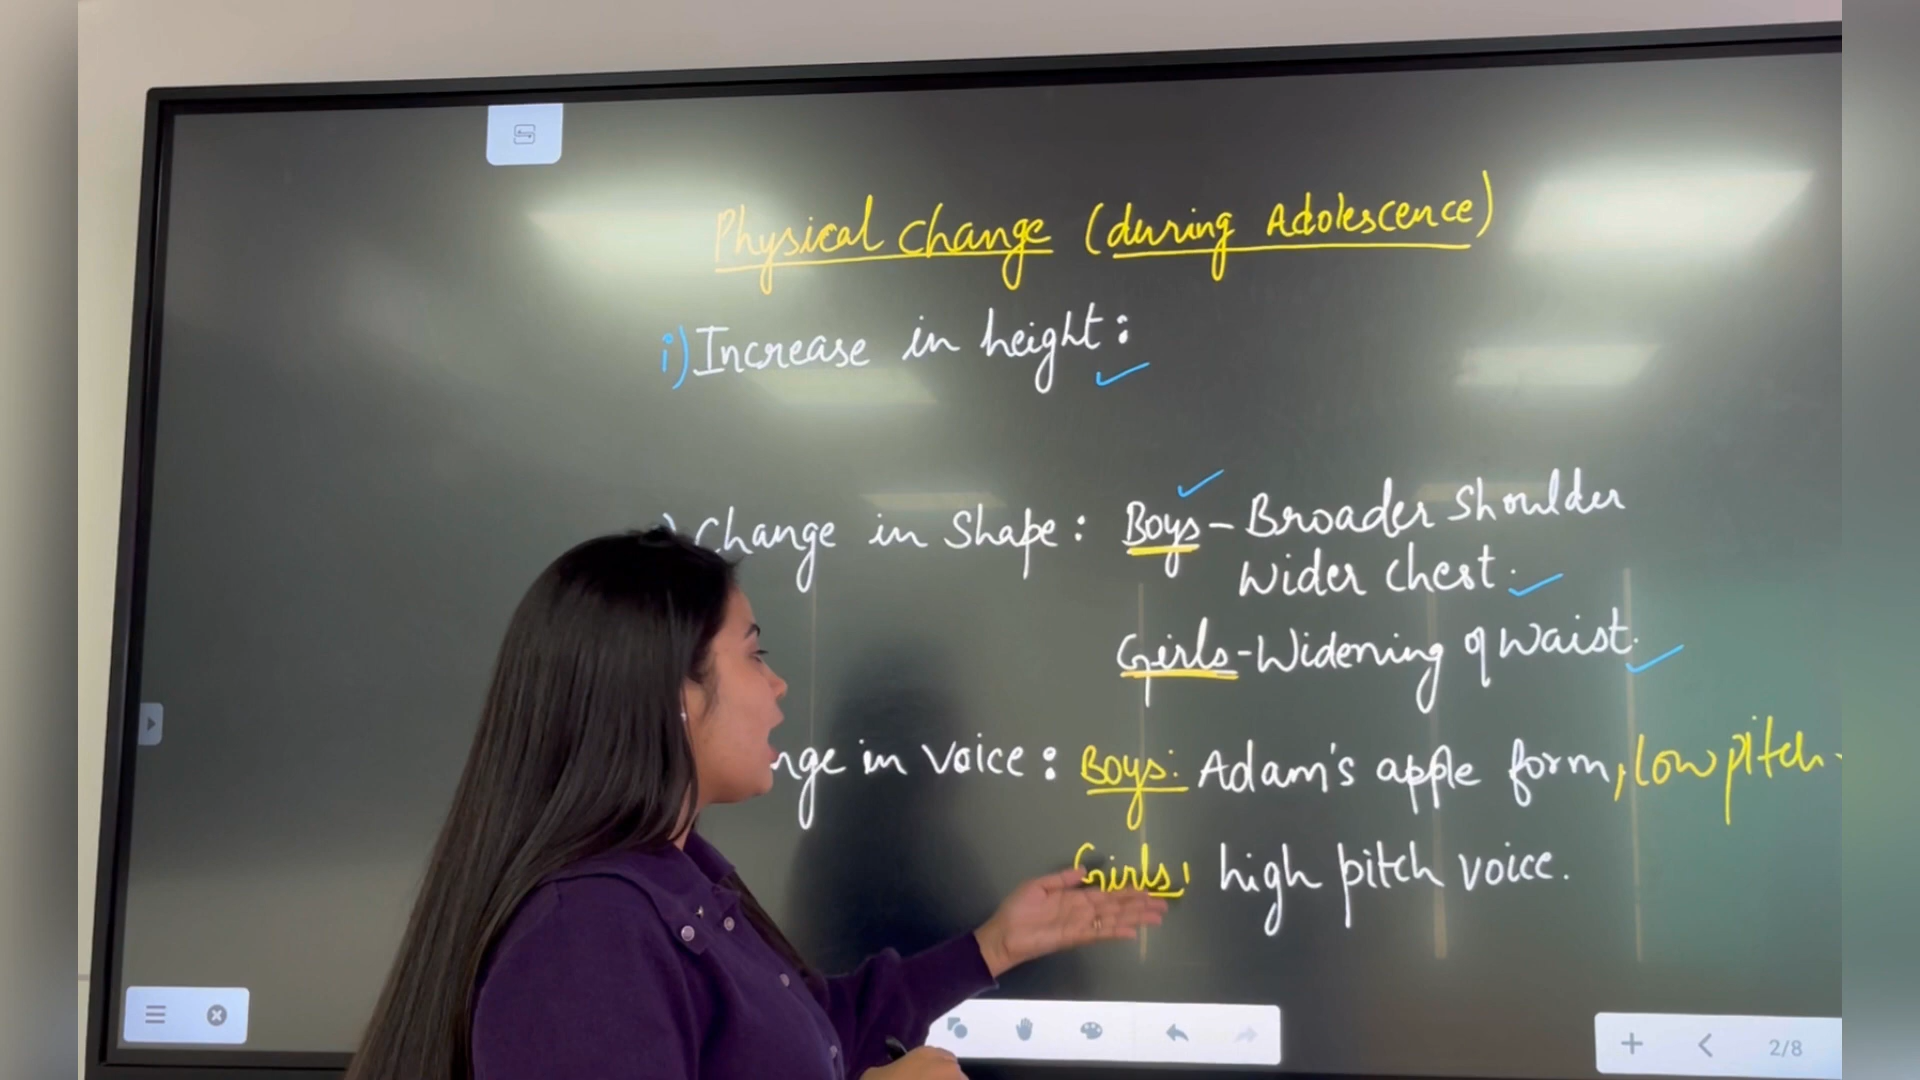 Physical change (during Adolescence)
i) Increase in height:
) Change in Shape: Boys - Broader Shoulder
Wider Chest.
Girls - Widening of Waist.
nge in voice: Boys: Adam's apple form, low pitch.
Girls: high pitch voice.
2/8